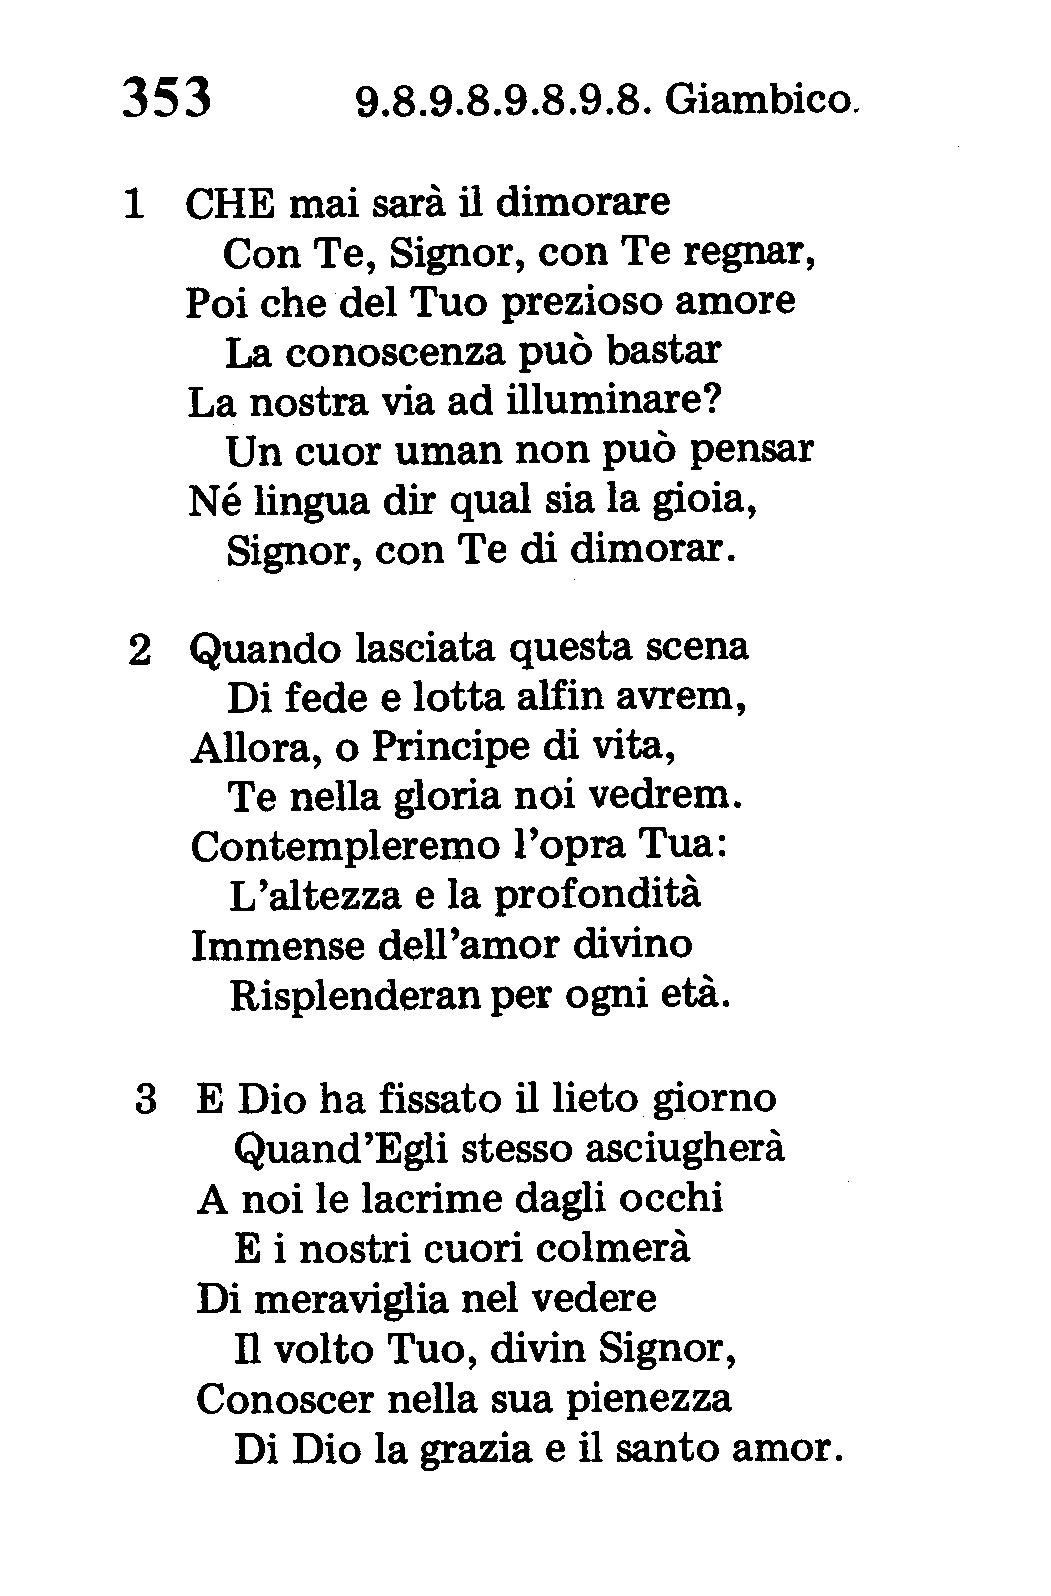 353 9.8.9.8.9.8.9.8. Giambico.
1 CHE mai sarà il dimorare
Con Te, Signor, con Te regnar,
Poi che del Tuo prezioso amore
La conoscenza può bastar
La nostra via ad illuminare?
Un cuor uman non può pensar
Né lingua dir qual sia la gioia,
Signor, con Te di dimorar.
2 Quando lasciata questa scena
Di fede e lotta alfin avrem,
Allora, o Principe di vita,
Te nella gloria noi vedrem.
Contempleremo l'opra Tua:
L'altezza e la profondità
Immense dell'amor divino
Risplenderan per ogni età.
3 E Dio ha fissato il lieto giorno
Quand'Egli stesso asciugherà
A noi le lacrime dagli occhi
E i nostri cuori colmerà
Di meraviglia nel vedere
Il volto Tuo, divin Signor,
Conoscer nella sua pienezza
Di Dio la grazia e il santo amor.